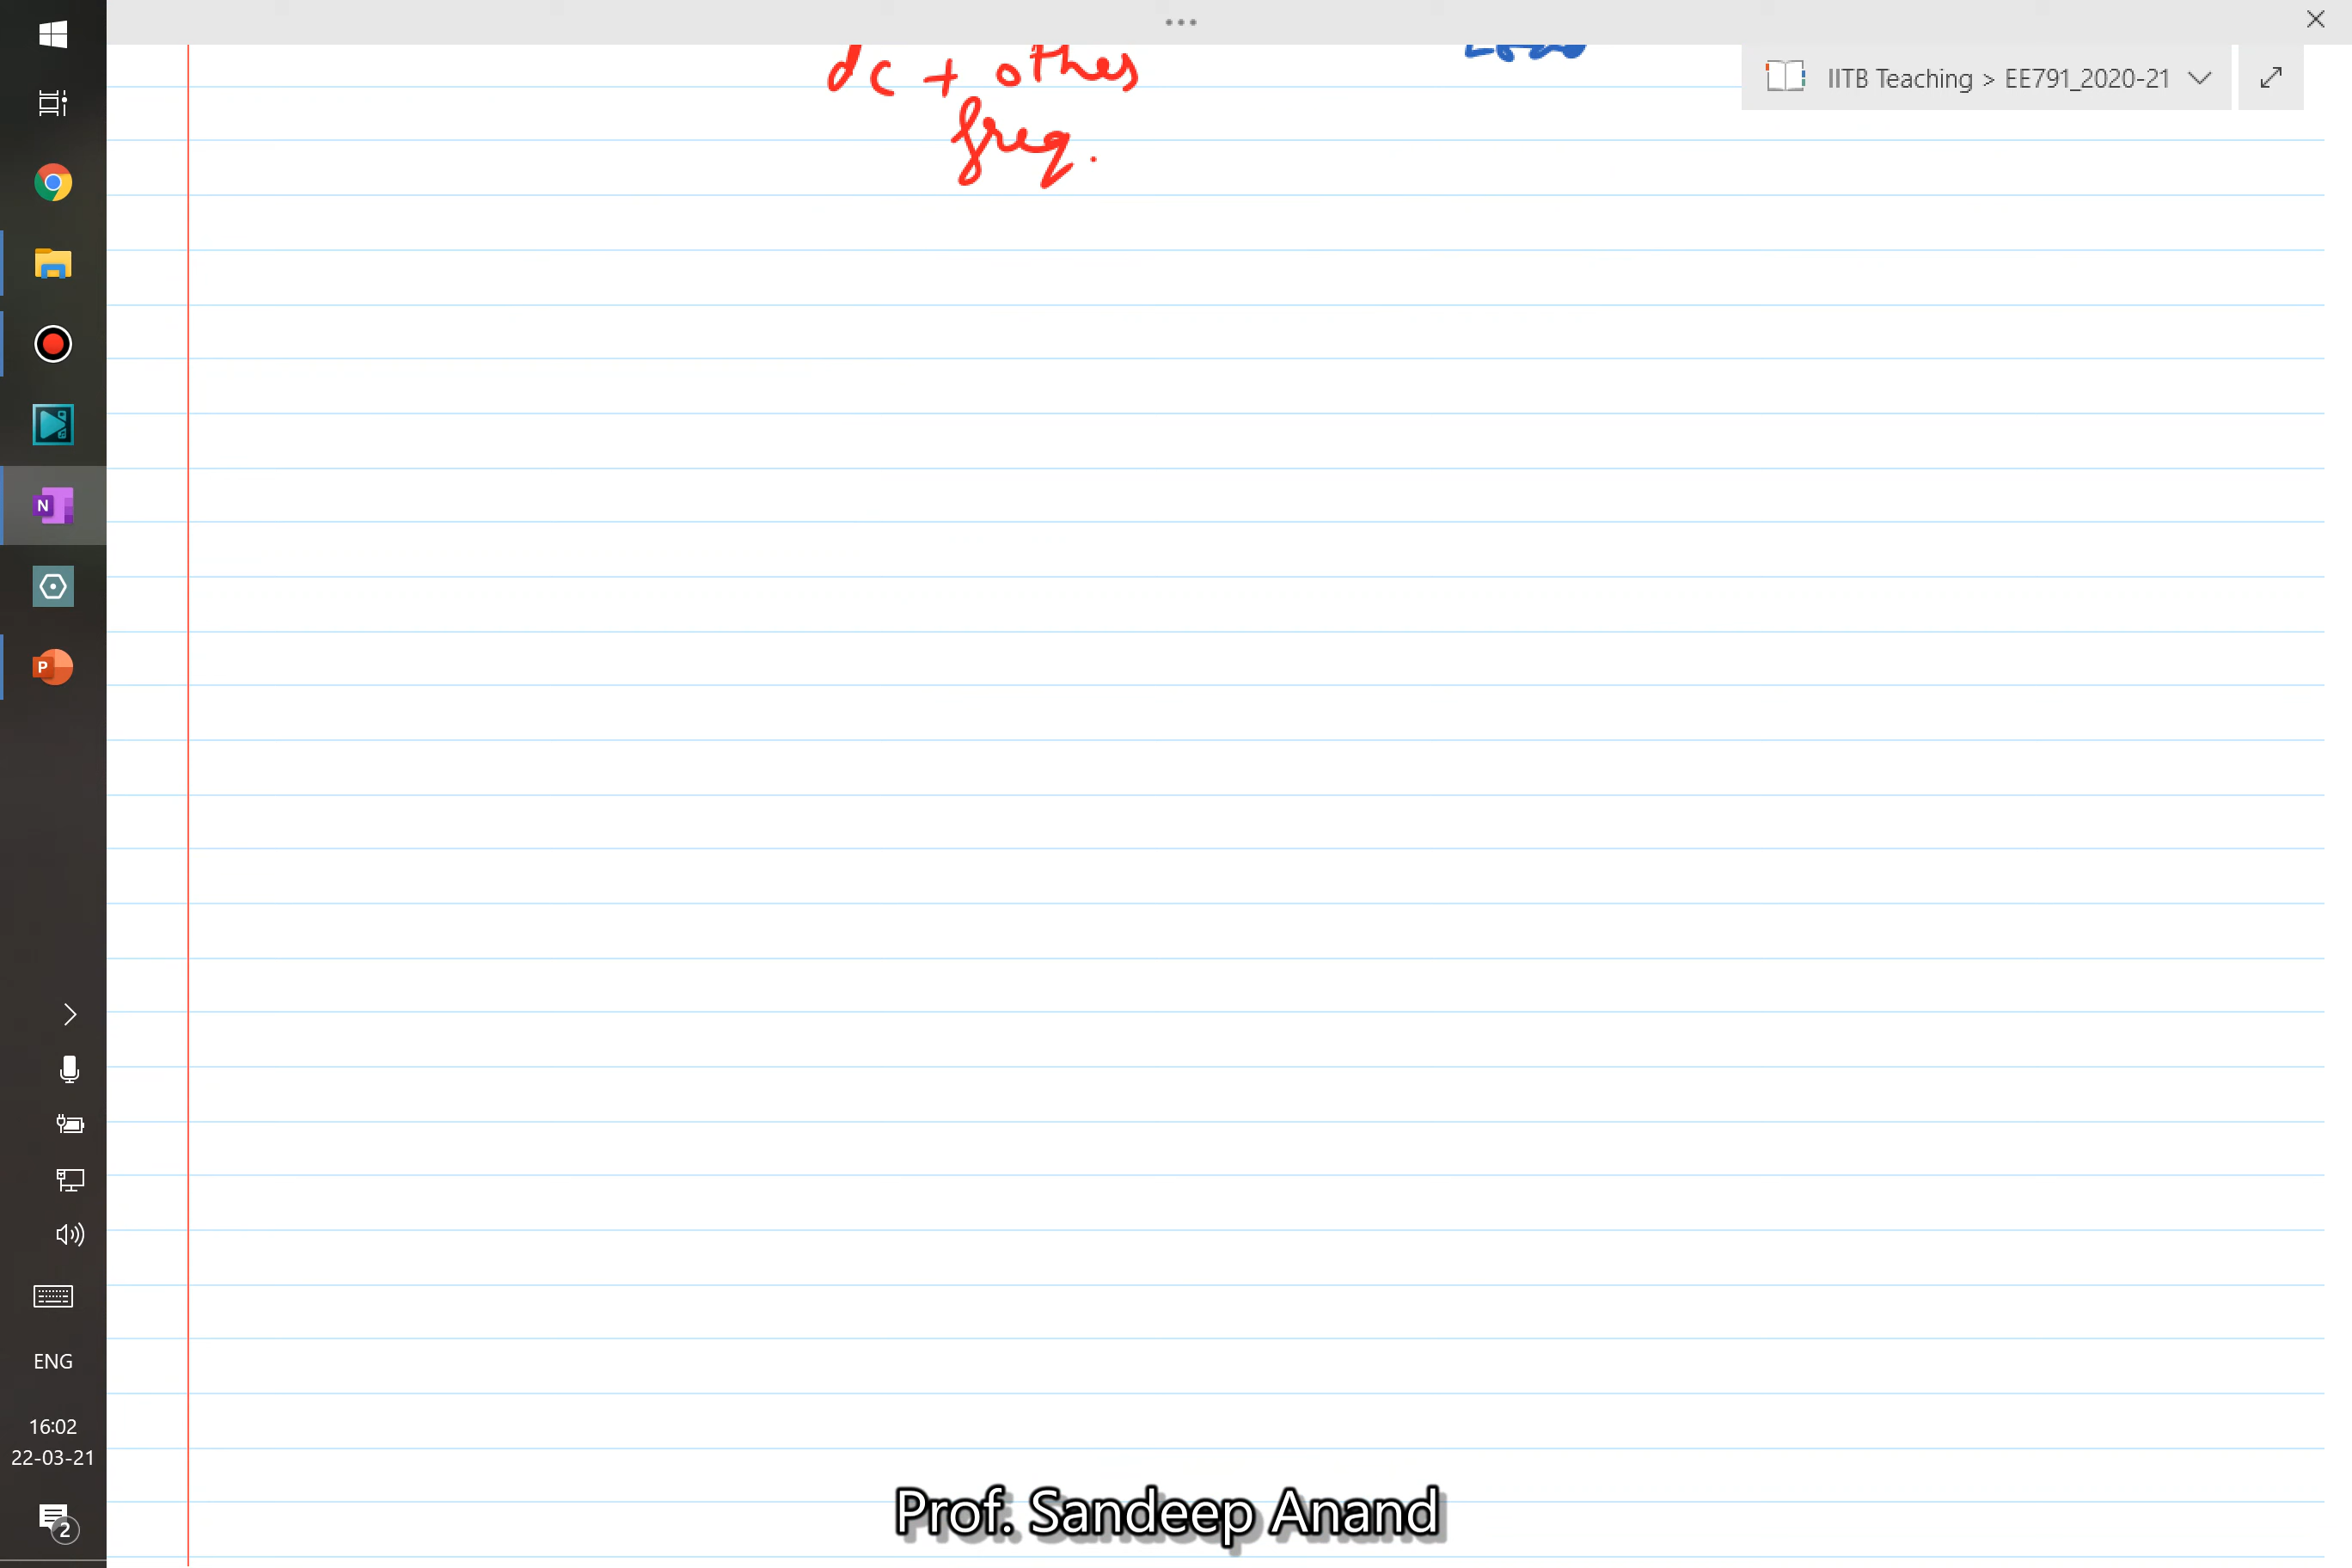 dc + other
IITB Teaching > EE791_2020-21
freq.
N
P
ENG
16:02
22-03-21
2
Prof. Sandeep Anand